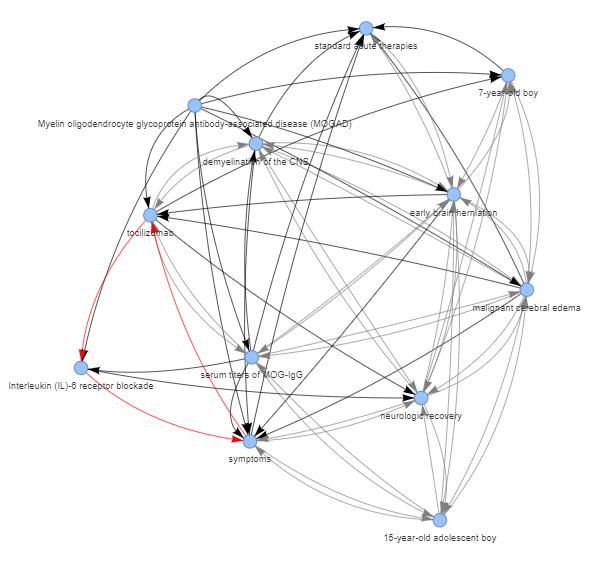 standard acute therapies
7-year-old boy
Myelin oligodendrocyte glycoprotein antibody-associated disease (MOGAD)
demyelination of the CNS
early brain herniation
tocilizumab
malignant cerebral edema
serum titers of MOG-IgG
Interleukin (IL)-6 receptor blockade
neurologic recovery
symptoms
15-year-old adolescent boy